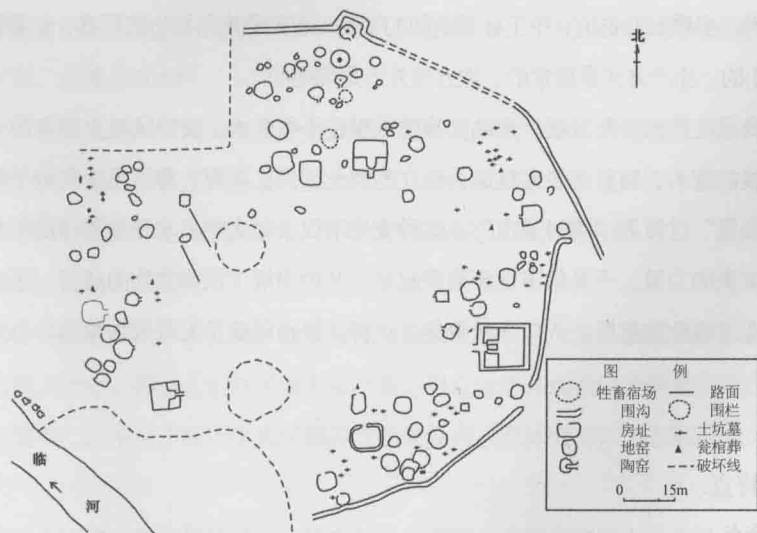 北
临
河
图 例
牲畜宿场 路面
围沟 围栏
房址 土坑墓
地窑 瓮棺葬
陶窑 破坏线
0 15m